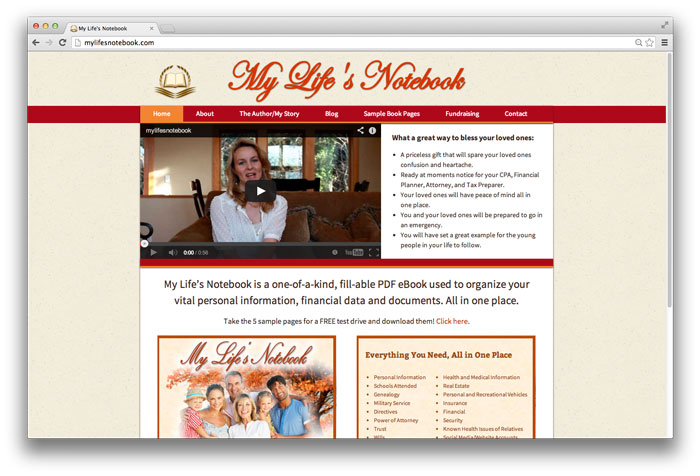 My Life's Notebook
mylifesnotebook.com
My Life's Notebook
Home About The Author/My Story Blog Sample Book Pages Fundraising Contact
mylifesnotebook
0:00 / 0:56
YouTube
What a great way to bless your loved ones:
• A priceless gift that will spare your loved ones
confusion and heartache.
• Ready at moments notice for your CPA, Financial
Planner, Attorney, and Tax Preparer.
• Your loved ones will have peace of mind all in
one place.
• You and your loved ones will be prepared to go in
an emergency.
• You will have set a great example for the young
people in your life to follow.
My Life's Notebook is a one-of-a-kind, fill-able PDF eBook used to organize your
vital personal information, financial data and documents. All in one place.
Take the 5 sample pages for a FREE test drive and download them! Click here.
My Life's Notebook
Everything You Need, All in One Place
• Personal Information
• Schools Attended
• Genealogy
• Military Service
• Directives
• Power of Attorney
• Trust
• Wills
• Health and Medical Information
• Real Estate
• Personal and Recreational Vehicles
• Insurance
• Financial
• Security
• Known Health Issues of Relatives
• Social Media/Website Accounts